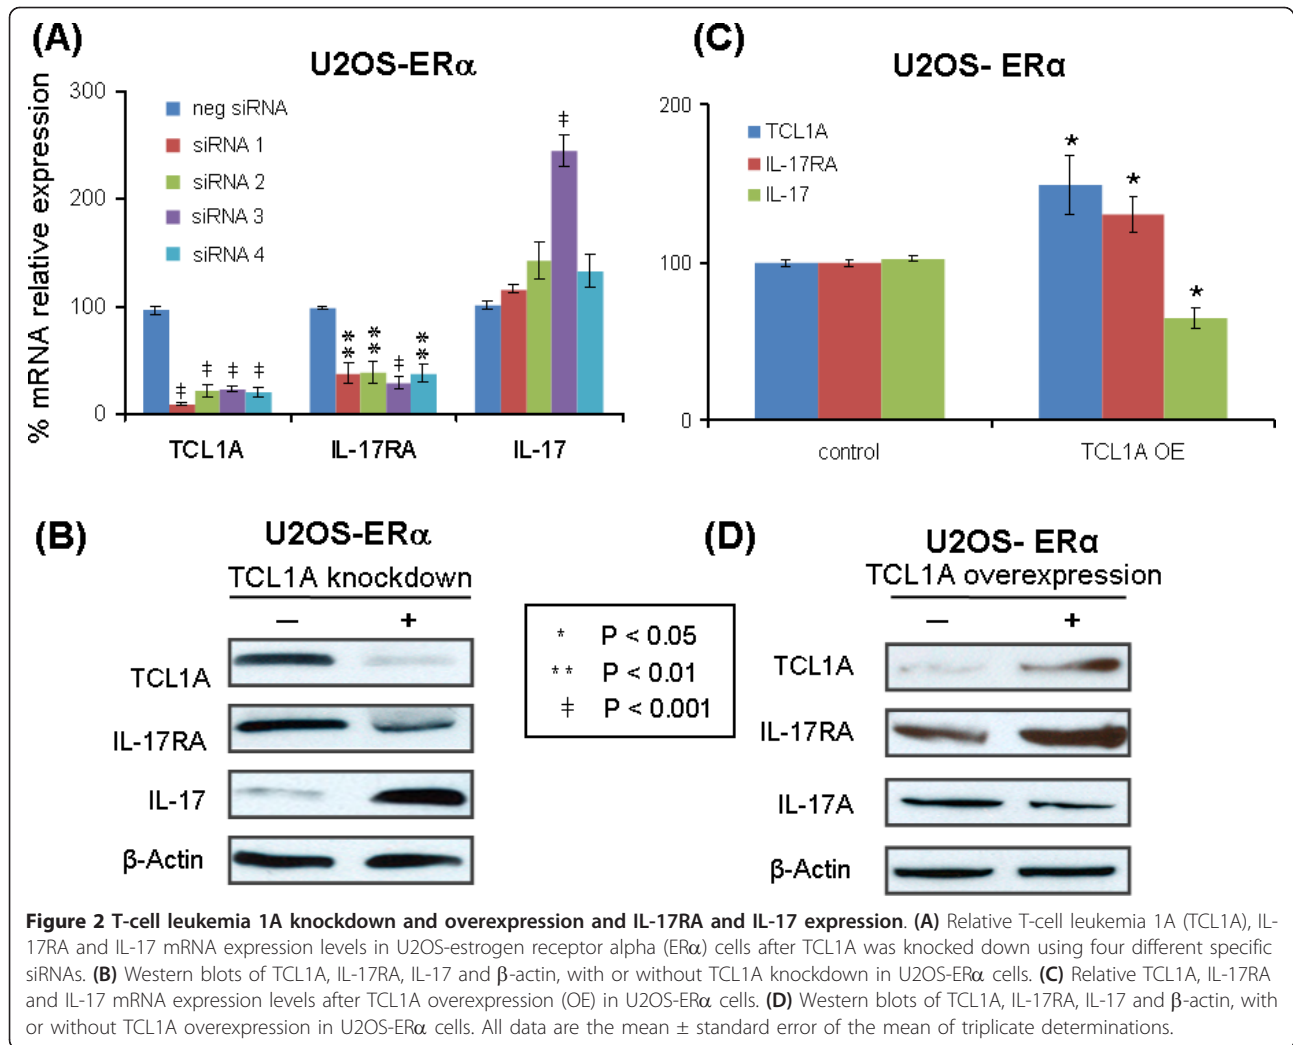 (A)
U2OS-ERα
% mRNA relative expression
300
200
100
0
neg siRNA
siRNA 1
siRNA 2
siRNA 3
siRNA 4
‡
‡
‡
‡
**
**
‡
**
‡
TCL1A
IL-17RA
IL-17
(C)
U2OS- ERα
200
100
0
TCL1A
IL-17RA
IL-17
*
*
*
control
TCL1A OE
(B)
U2OS-ERα
TCL1A knockdown
— +
TCL1A
IL-17RA
IL-17
β-Actin
* P < 0.05
** P < 0.01
‡ P < 0.001
(D)
U2OS- ERα
TCL1A overexpression
— +
TCL1A
IL-17RA
IL-17A
β-Actin
Figure 2 T-cell leukemia 1A knockdown and overexpression and IL-17RA and IL-17 expression. (A) Relative T-cell leukemia 1A (TCL1A), IL-
17RA and IL-17 mRNA expression levels in U2OS-estrogen receptor alpha (ERα) cells after TCL1A was knocked down using four different specific
siRNAs. (B) Western blots of TCL1A, IL-17RA, IL-17 and β-actin, with or without TCL1A knockdown in U2OS-ERα cells. (C) Relative TCL1A, IL-17RA
and IL-17 mRNA expression levels after TCL1A overexpression (OE) in U2OS-ERα cells. (D) Western blots of TCL1A, IL-17RA, IL-17 and β-actin, with
or without TCL1A overexpression in U2OS-ERα cells. All data are the mean ± standard error of the mean of triplicate determinations.